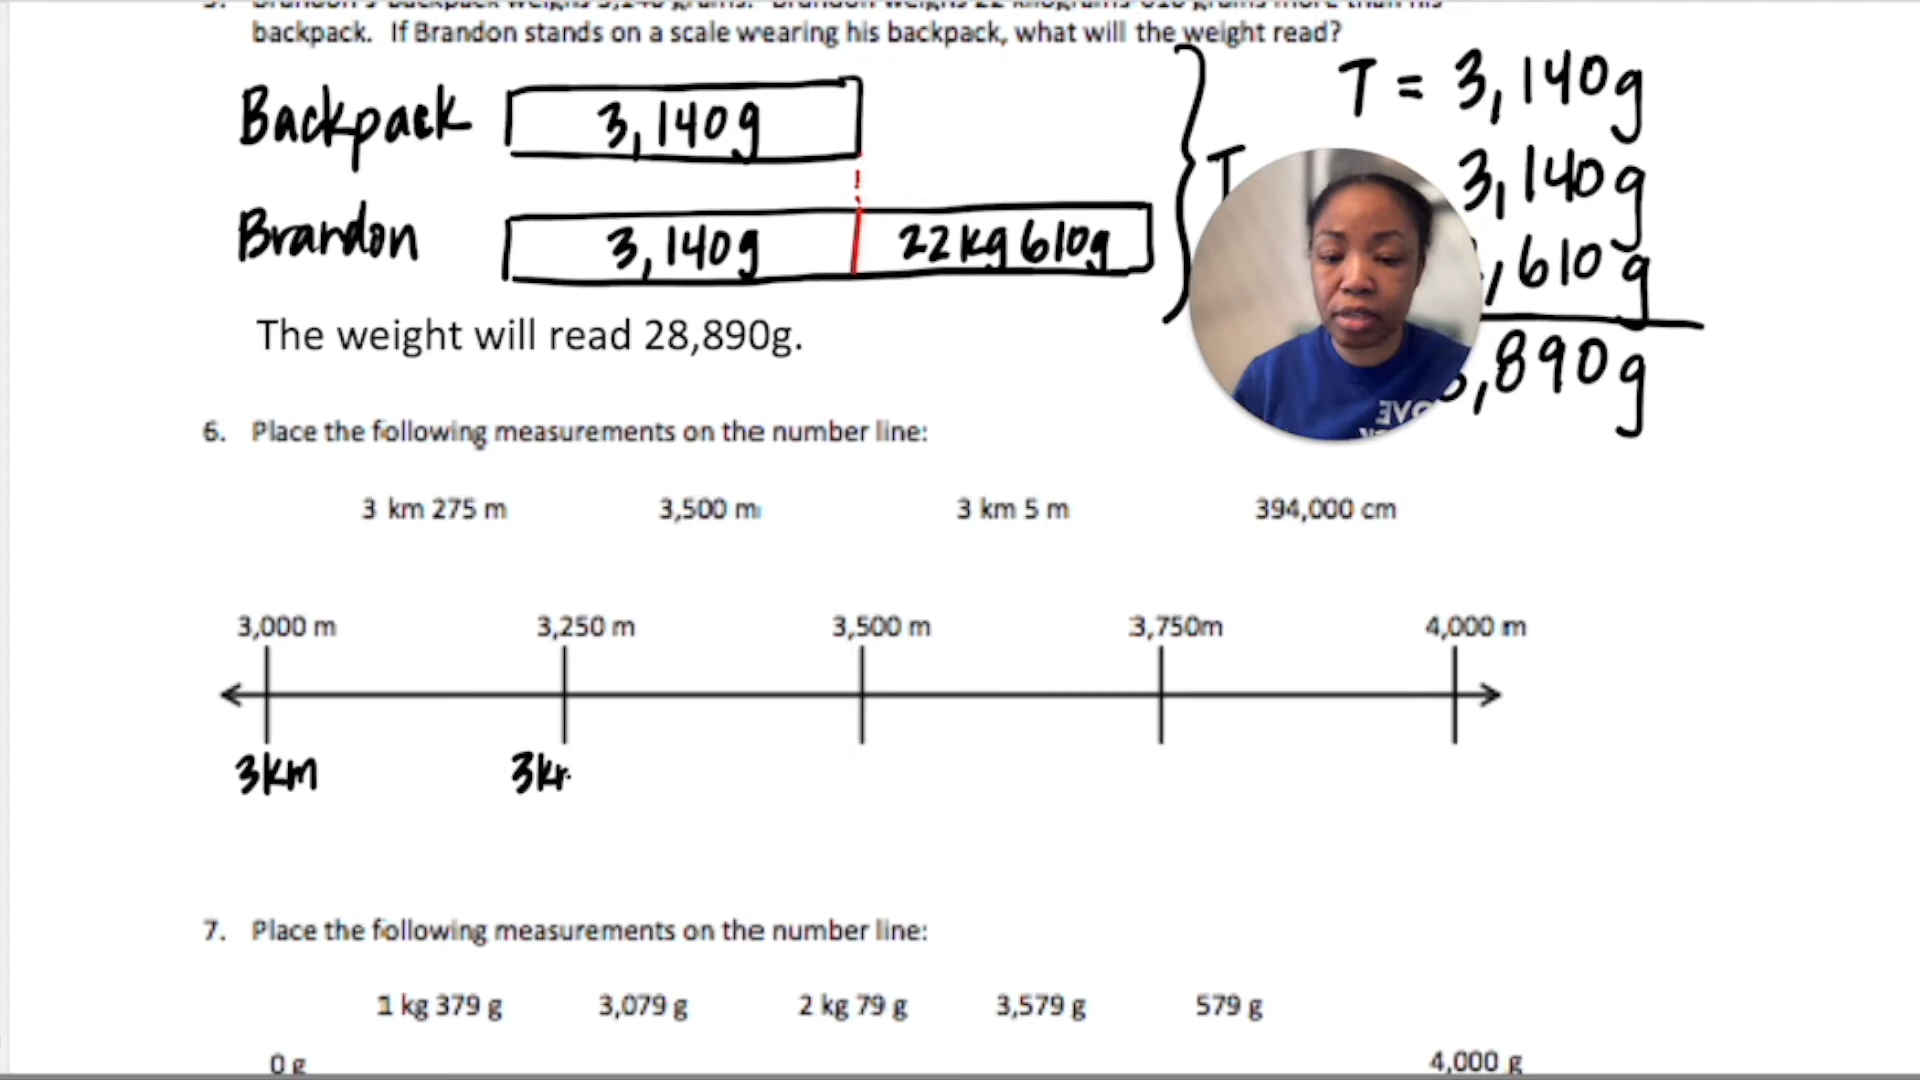 backpack. If Brandon stands on a scale wearing his backpack, what will the weight read?
Backpack 3,140g
Brandon 3,140g 22kg 610g
T
T = 3,140g
3,140g
,610g
,890g
The weight will read 28,890g.
6. Place the following measurements on the number line:
3 km 275 m 3,500 m 3 km 5 m 394,000 cm
3,000 m 3,250 m 3,500 m 3,750m 4,000 m
3km 3k
7. Place the following measurements on the number line:
1 kg 379 g 3,079 g 2 kg 79 g 3,579 g 579 g
0 g 4,000 g